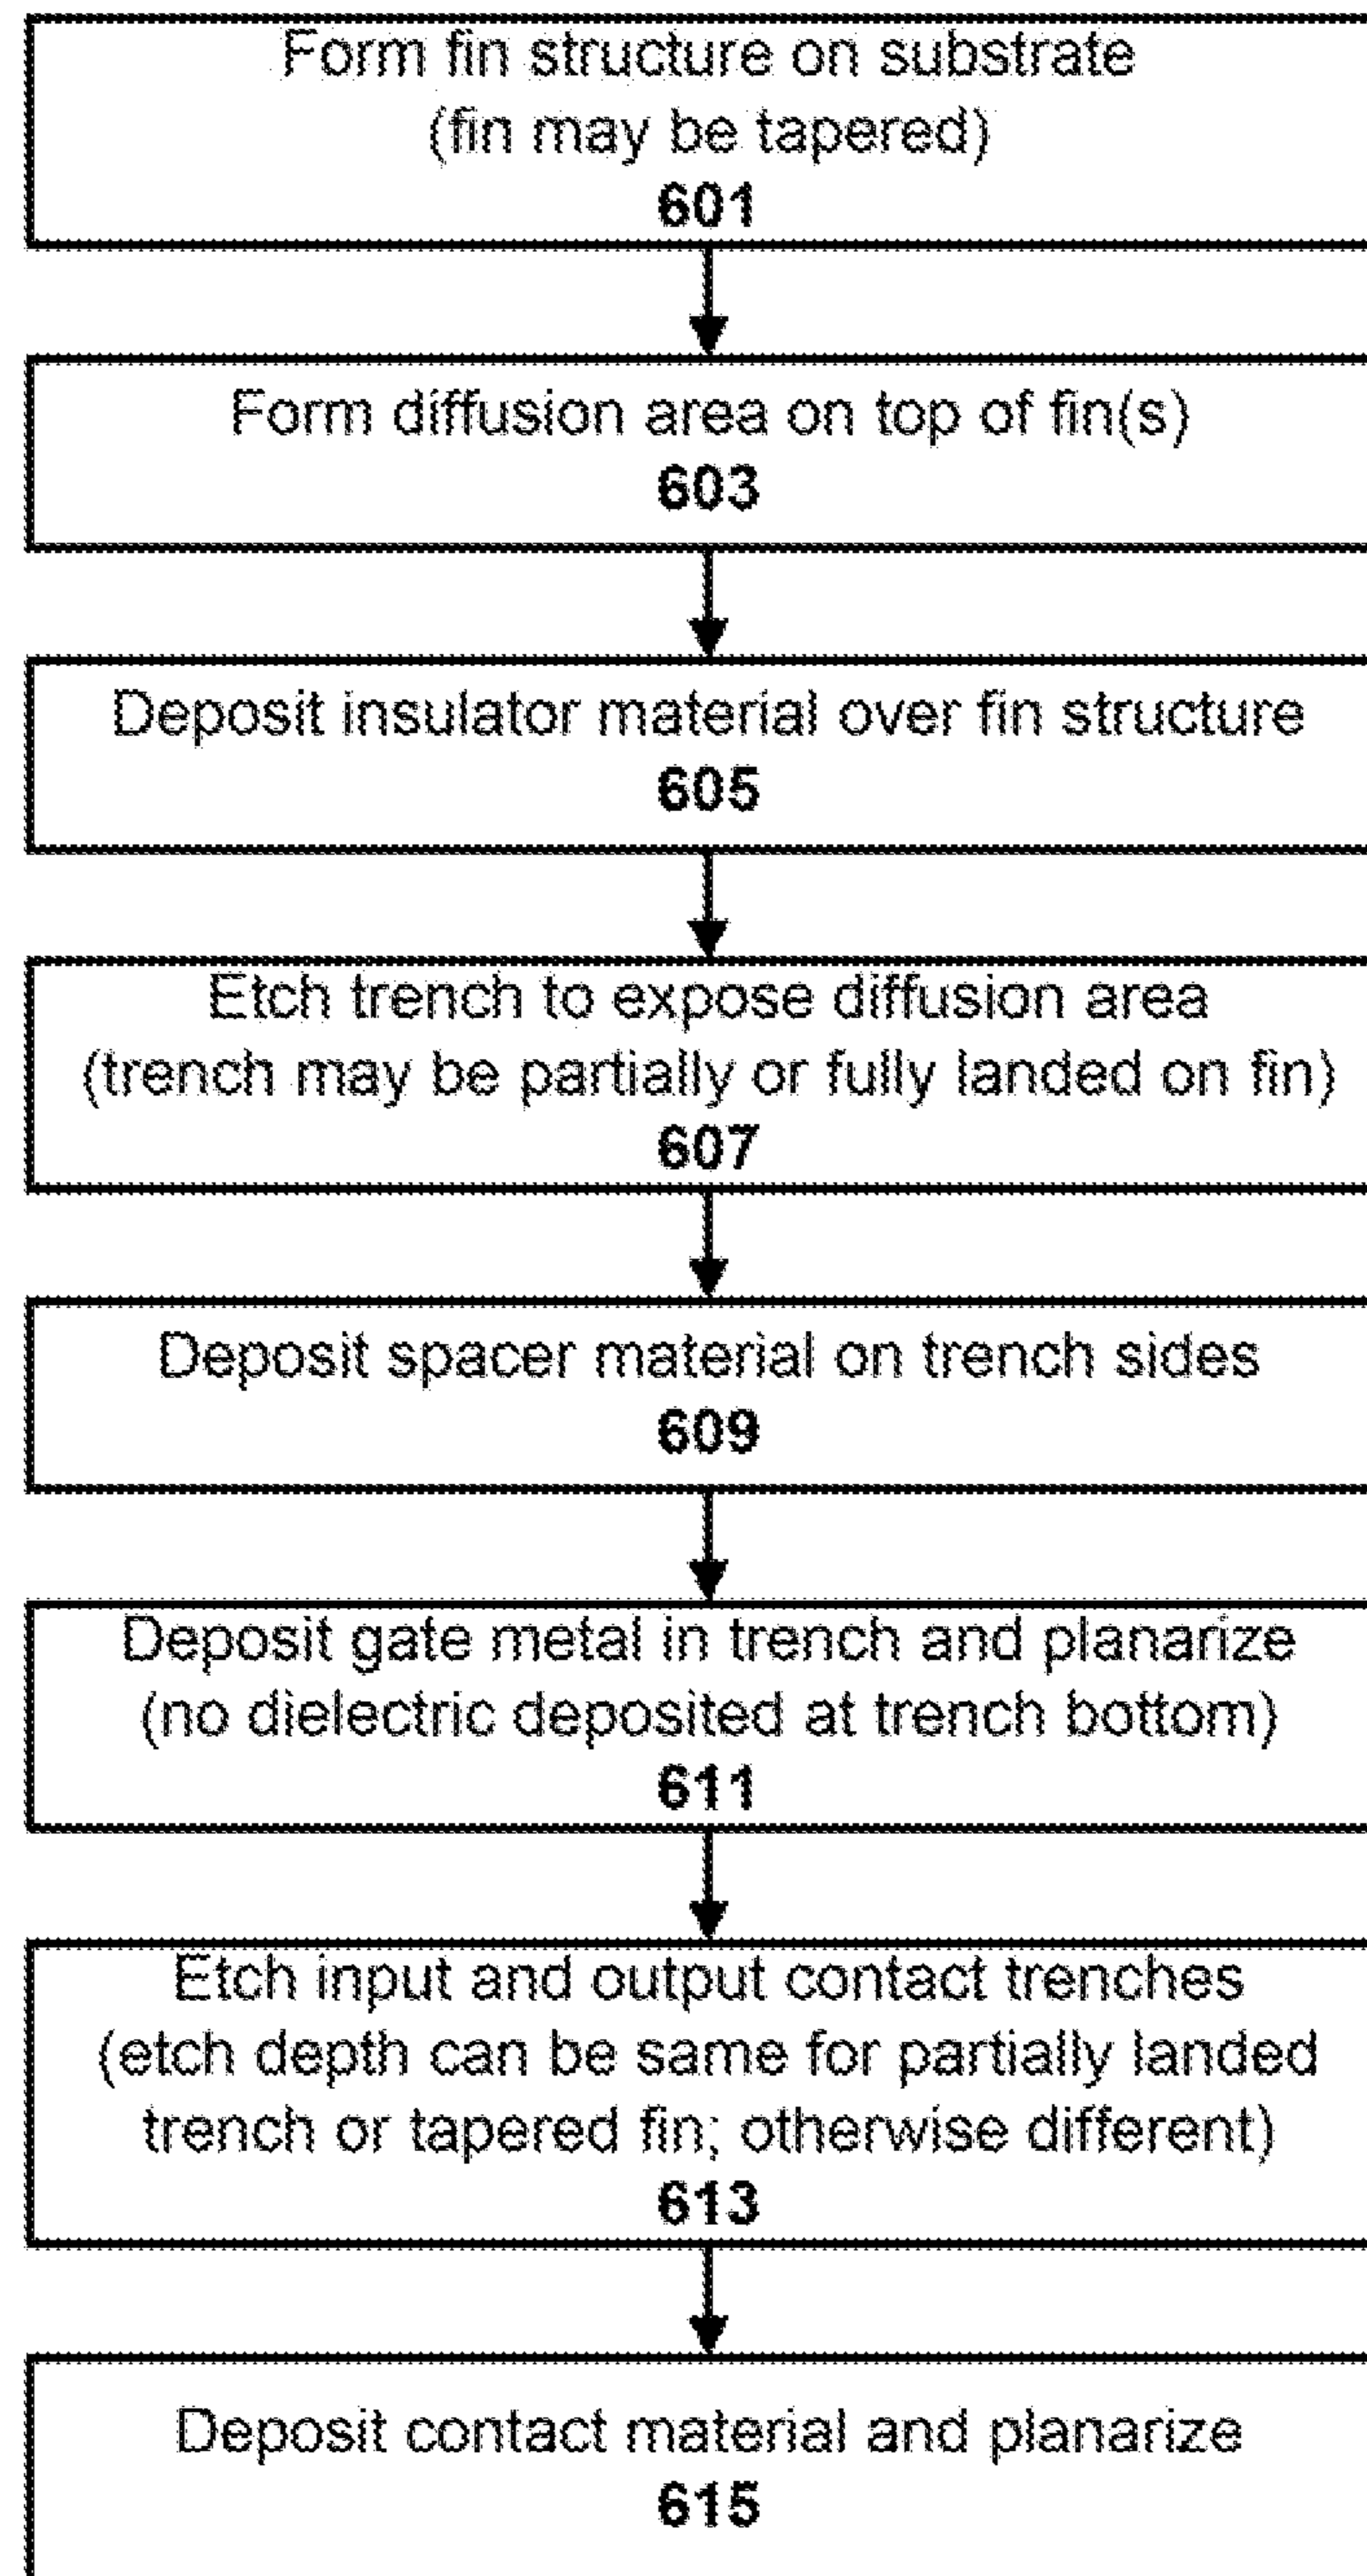 Form fin structure on substrate
(fin may be tapered)
601
Form diffusion area on top of fin(s)
603
Deposit insulator material over fin structure
605
Etch trench to expose diffusion area
(trench may be partially or fully landed on fin)
607
Deposit spacer material on trench sides
609
Deposit gate metal in trench and planarize
(no dielectric deposited at trench bottom)
611
Etch input and output contact trenches
(etch depth can be same for partially landed
trench or tapered fin; otherwise different)
613
Deposit contact material and planarize
615